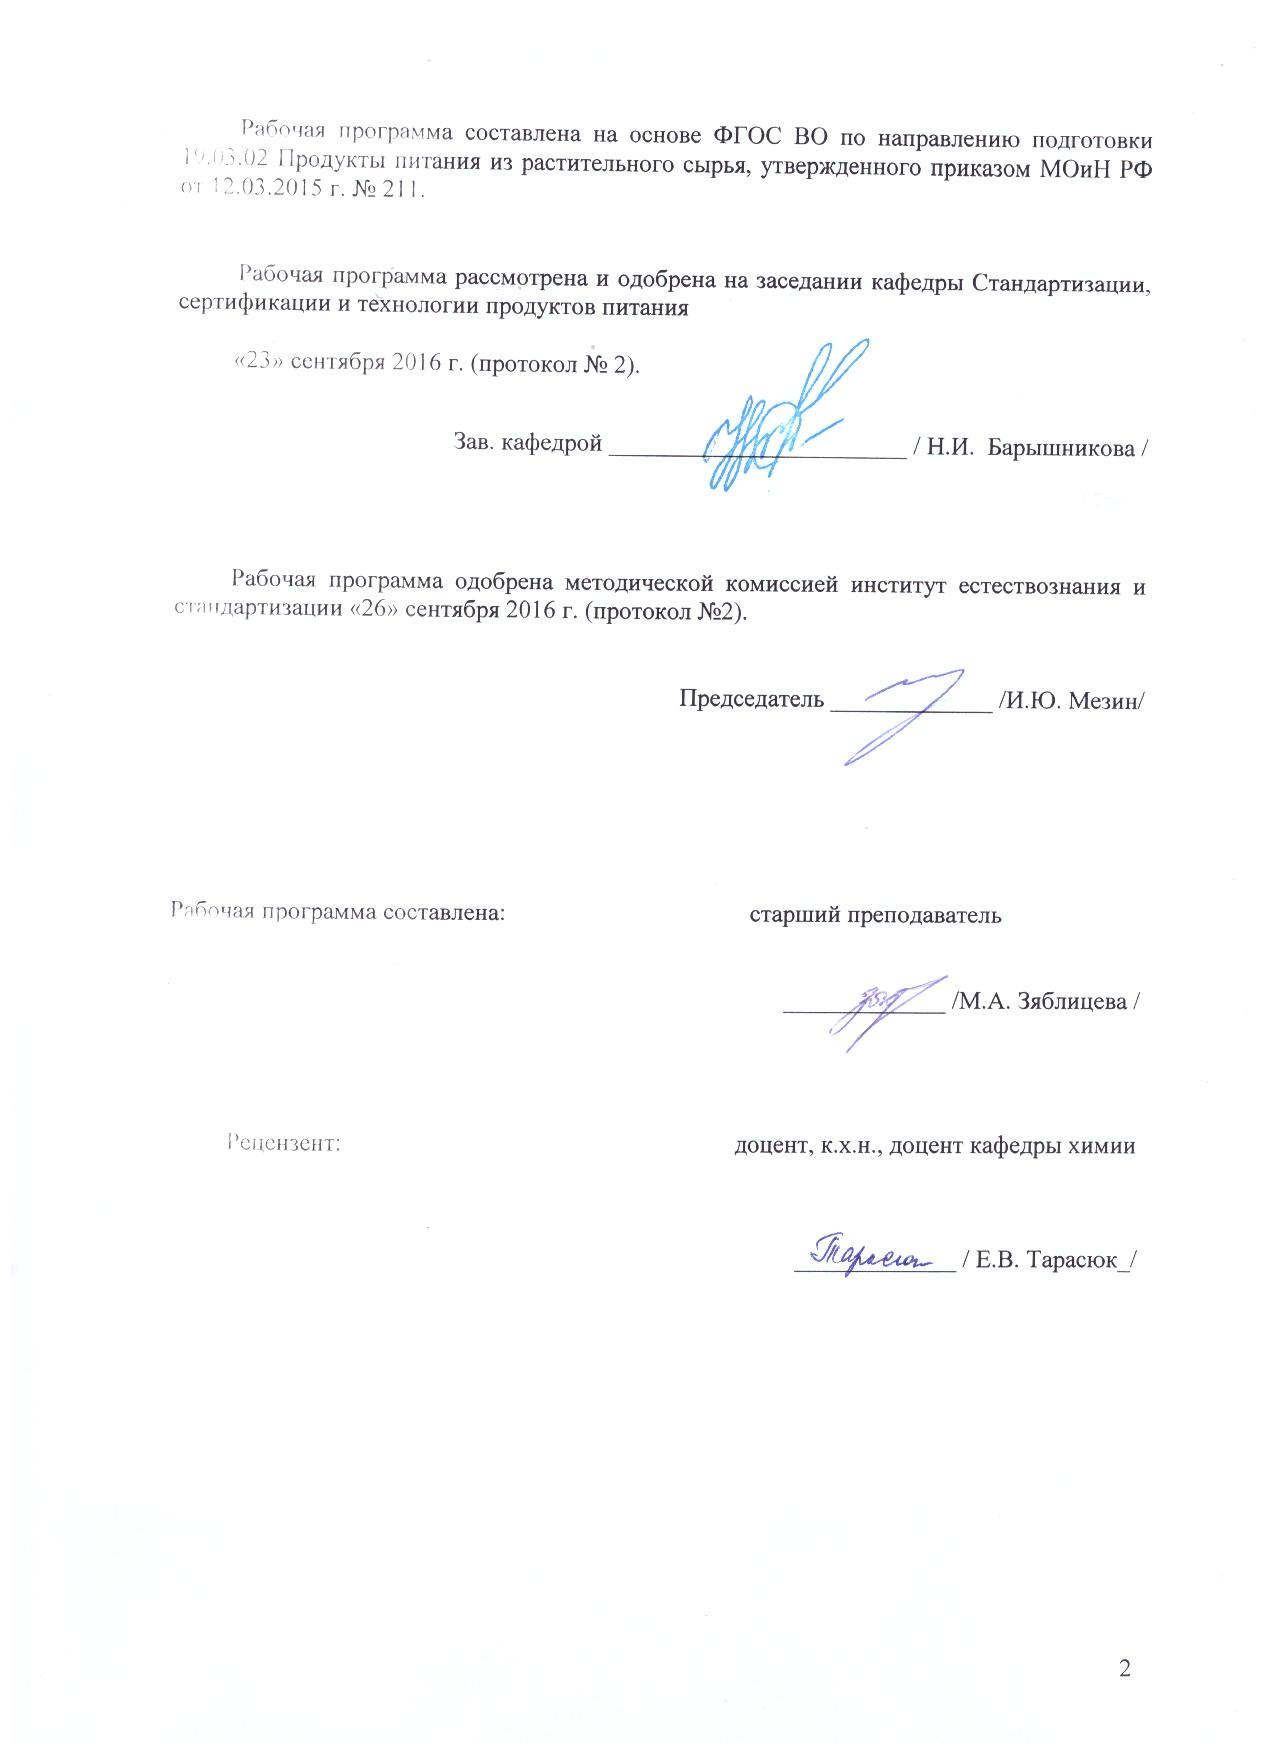 Рабочая программа составлена на основе ФГОС ВО по направлению подготовки
19.03.02 Продукты питания из растительного сырья, утвержденного приказом МОиН РФ
от 12.03.2015 г. № 211.
Рабочая программа рассмотрена и одобрена на заседании кафедры Стандартизации,
сертификации и технологии продуктов питания
«23» сентября 2016 г. (протокол № 2).
Зав. кафедрой ______________________ / Н.И. Барышникова /
Рабочая программа одобрена методической комиссией институт естествознания и
стандартизации «26» сентября 2016 г. (протокол №2).
Председатель ____________ /И.Ю. Мезин/
Рабочая программа составлена: старший преподаватель
____________ /М.А. Зяблицева /
Рецензент: доцент, к.х.н., доцент кафедры химии
____________ / Е.В. Тарасюк_/
2